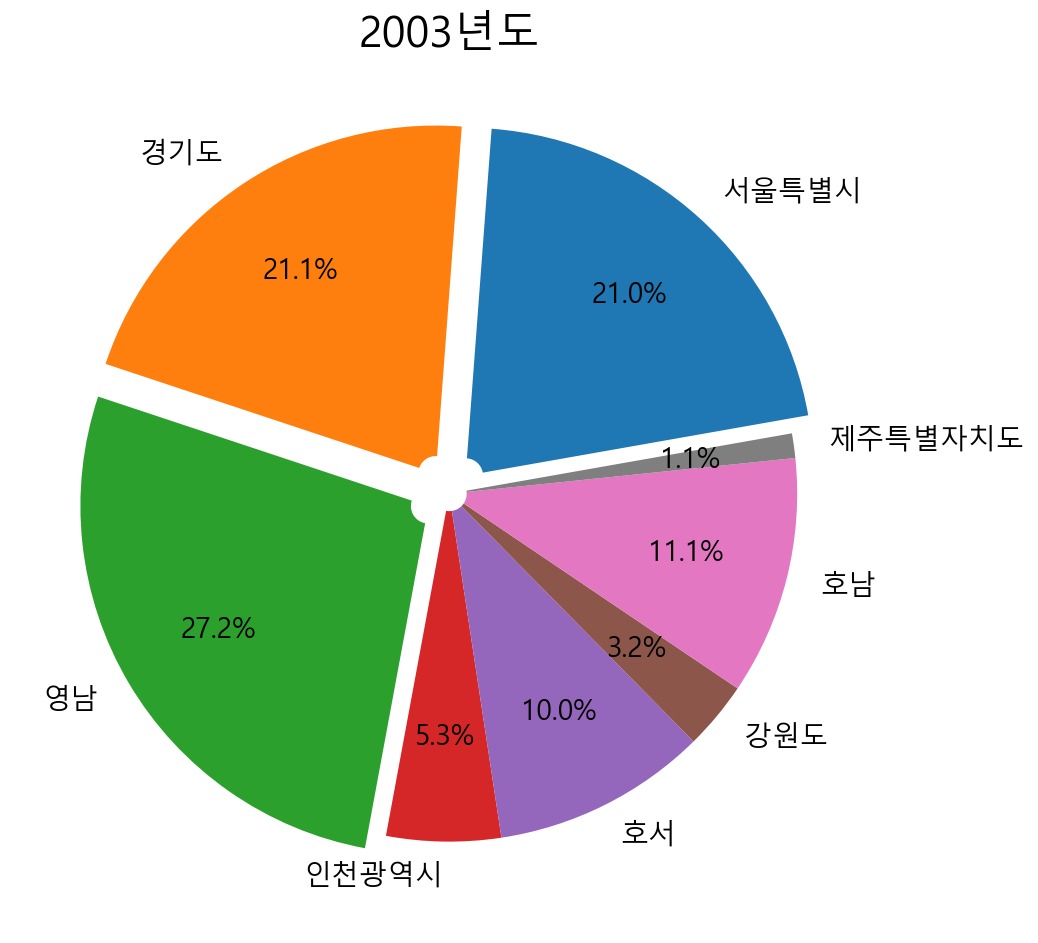 2003년도
경기도
서울특별시
21.1%
21.0%
제주특별자치도
1.1%
11.1%
호남
27.2%
3.2%
영남
10.0%
5.3%
강원도
호서
인천광역시